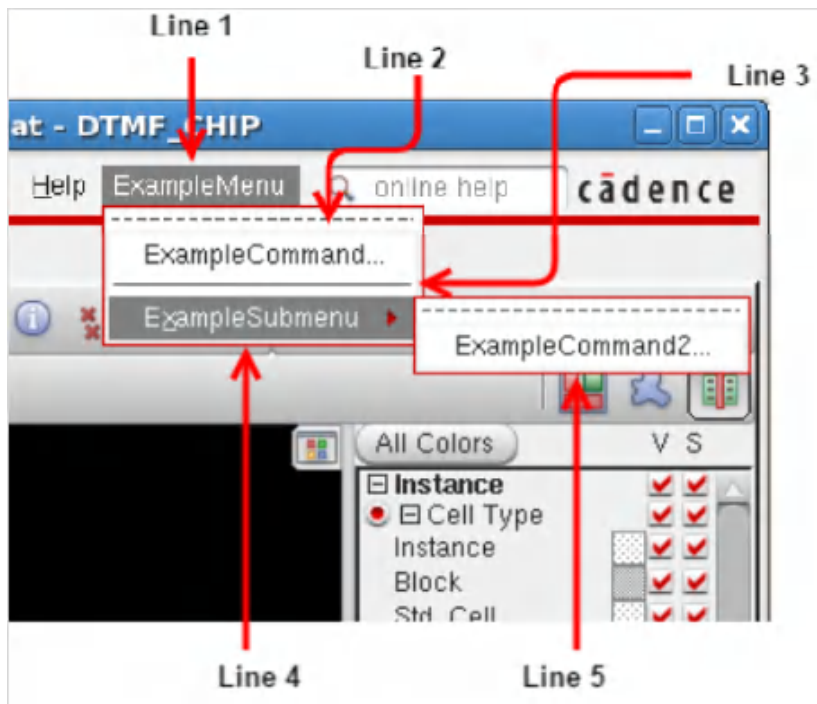 Line 1
Line 2
Line 3
at - DTMF_CHIP
Help ExampleMenu online help cādence
ExampleCommand...
ExampleSubmenu
ExampleCommand2...
All Colors V S
Instance
Cell Type
Instance
Block
Std. Cell
Line 4 Line 5